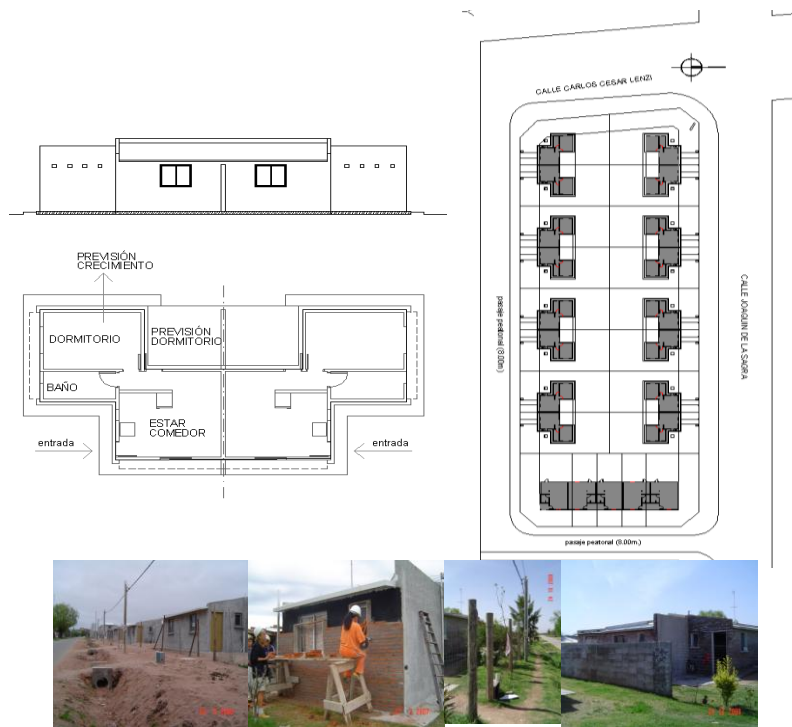 CALLE CARLOS CESAR LENZI
PREVISIÓN
CRECIMIENTO
DORMITORIO
PREVISIÓN
DORMITORIO
BAÑO
ESTAR
COMEDOR
entrada
entrada
pasaje peatonal (8.00m.)
CALLE JOAQUIN DE LA SAGRA
pasaje peatonal (8.00m.)